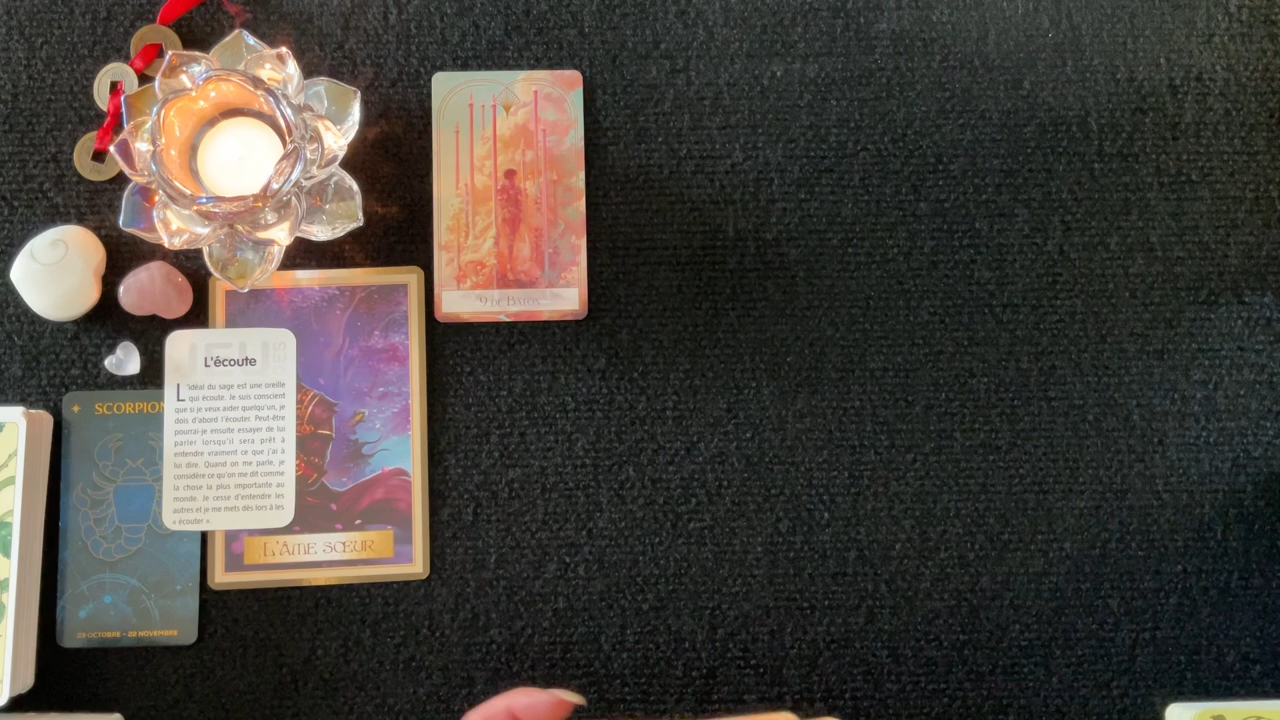 9 DE BÂTON
L'écoute
L'idéal du sage est une oreille
qui écoute. Je suis conscient
que si je veux aider quelqu'un, je
dois d'abord l'écouter. Peut-être
pourrai-je ensuite essayer de lui
parler lorsqu'il sera prêt à
entendre vraiment ce que j'ai à
lui dire. Quand on me parle, je
considère ce qu'on me dit comme
la chose la plus importante au
monde. Je cesse d'entendre les
autres et je me mets dès lors à les
« écouter ».
SCORPION
23 OCTOBRE - 22 NOVEMBRE
L'ÂME SŒUR